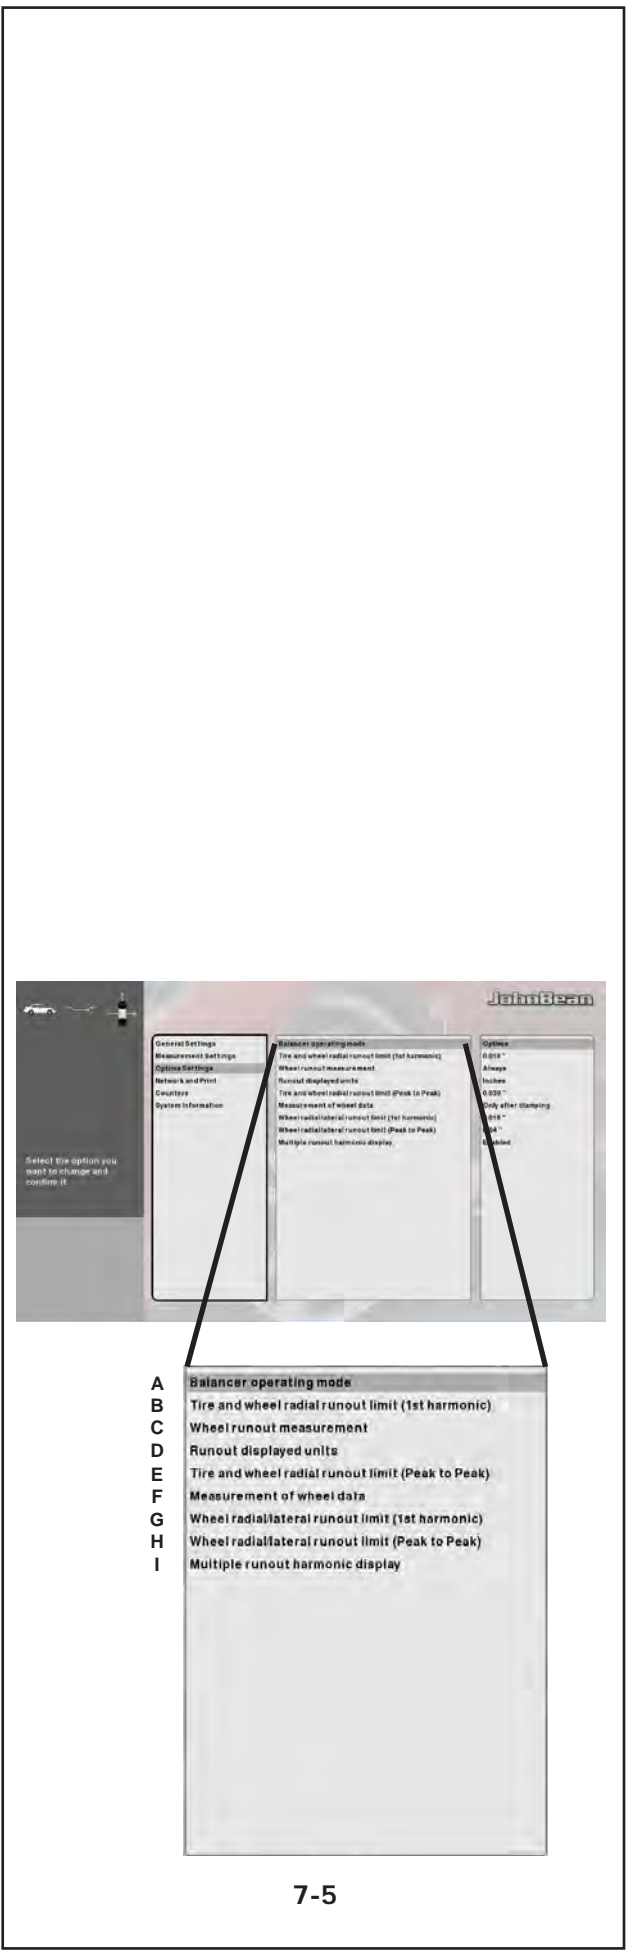 JohnBean
General Settings
Measurement Settings
Optima Settings
Network and Print
Counters
System Information
Balancer operating mode
Tire and wheel radial runout limit (1st harmonic)
Wheel runout measurement
Runout displayed units
Tire and wheel radial runout limit (Peak to Peak)
Measurement of wheel data
Wheel radial/lateral runout limit (1st harmonic)
Wheel radial/lateral runout limit (Peak to Peak)
Multiple runout harmonic display
Optima
Always
Inches
Only after clamping
Enabled
Select the option you
want to change and
confirm it
A Balancer operating mode
B Tire and wheel radial runout limit (1st harmonic)
C Wheel runout measurement
D Runout displayed units
E Tire and wheel radial runout limit (Peak to Peak)
F Measurement of wheel data
G Wheel radial/lateral runout limit (1st harmonic)
H Wheel radial/lateral runout limit (Peak to Peak)
I Multiple runout harmonic display
7-5